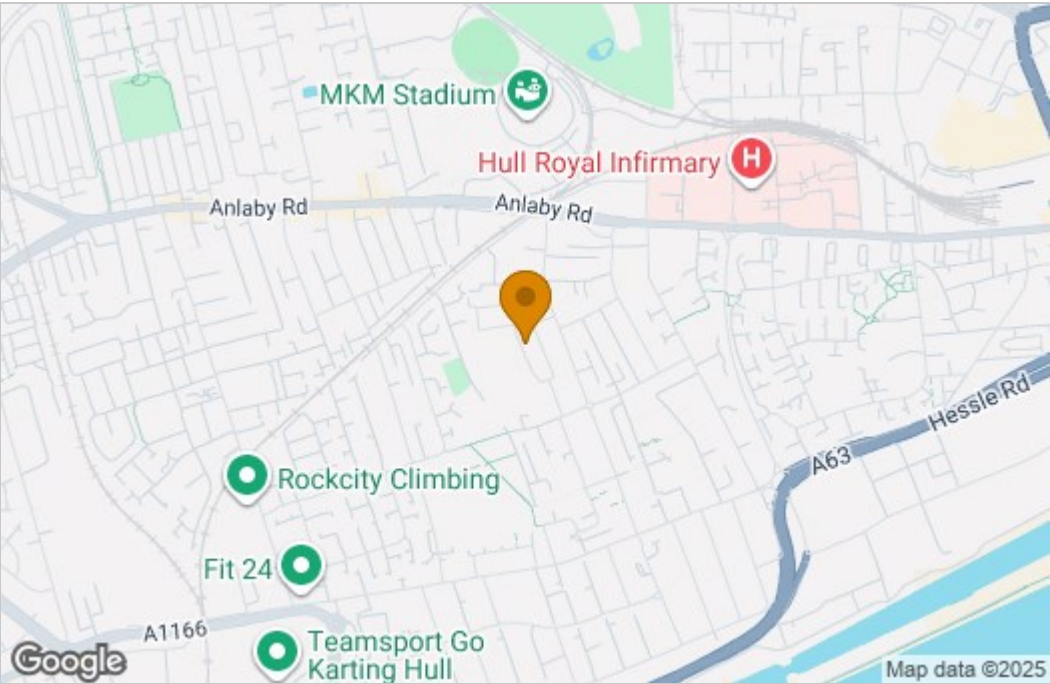 MKM Stadium
Hull Royal Infirmary
H
Anlaby Rd
Anlaby Rd
Hessle Rd
A63
Rockcity Climbing
Fit 24
A1166
Teamsport Go
Karting Hull
Google
Map data ©2025